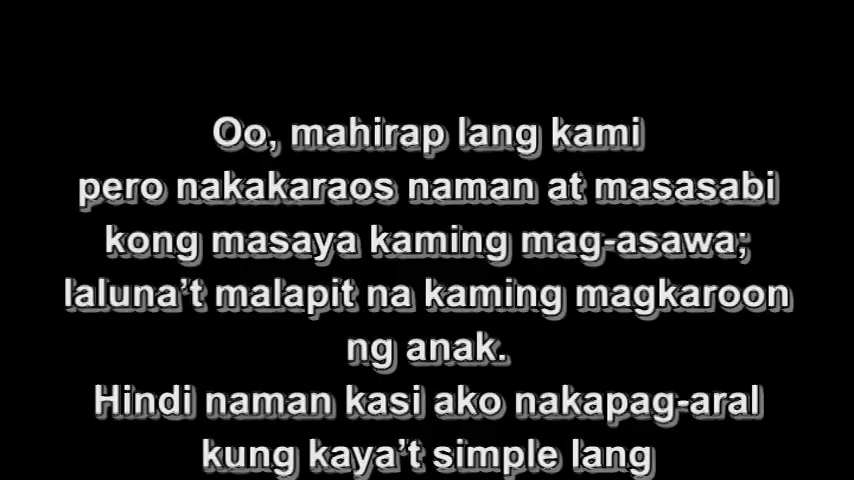 Oo, mahirap lang kami
pero nakakaraos naman at masasabi
kong masaya kaming mag-asawa;
laluna’t malapit na kaming magkaroon
ng anak.
Hindi naman kasi ako nakapag-aral
kung kaya’t simple lang